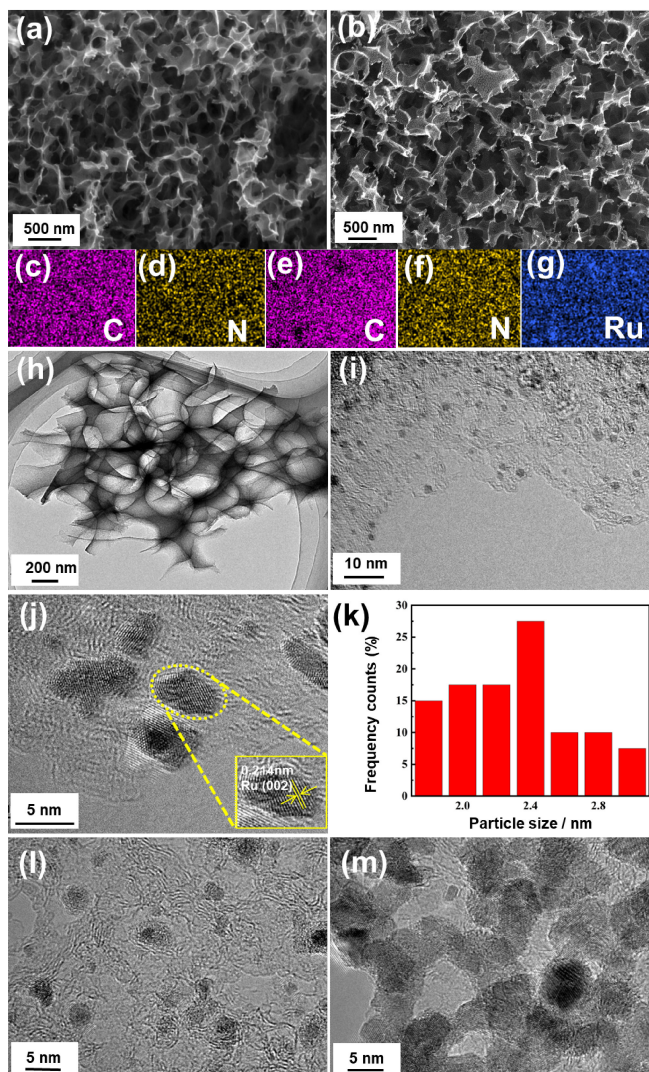 (a)
500 nm
(b)
500 nm
(c)
C
(d)
N
(e)
C
(f)
N
(g)
Ru
(h)
200 nm
(i)
10 nm
(j)
0.214nm
Ru (002)
5 nm
(k)
30
25
20
15
10
5
0
Frequency counts (%)
2.0 2.4 2.8
Particle size / nm
(l)
5 nm
(m)
5 nm